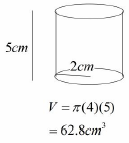 5cm
2cm
V = π(4)(5)
= 62.8cm³